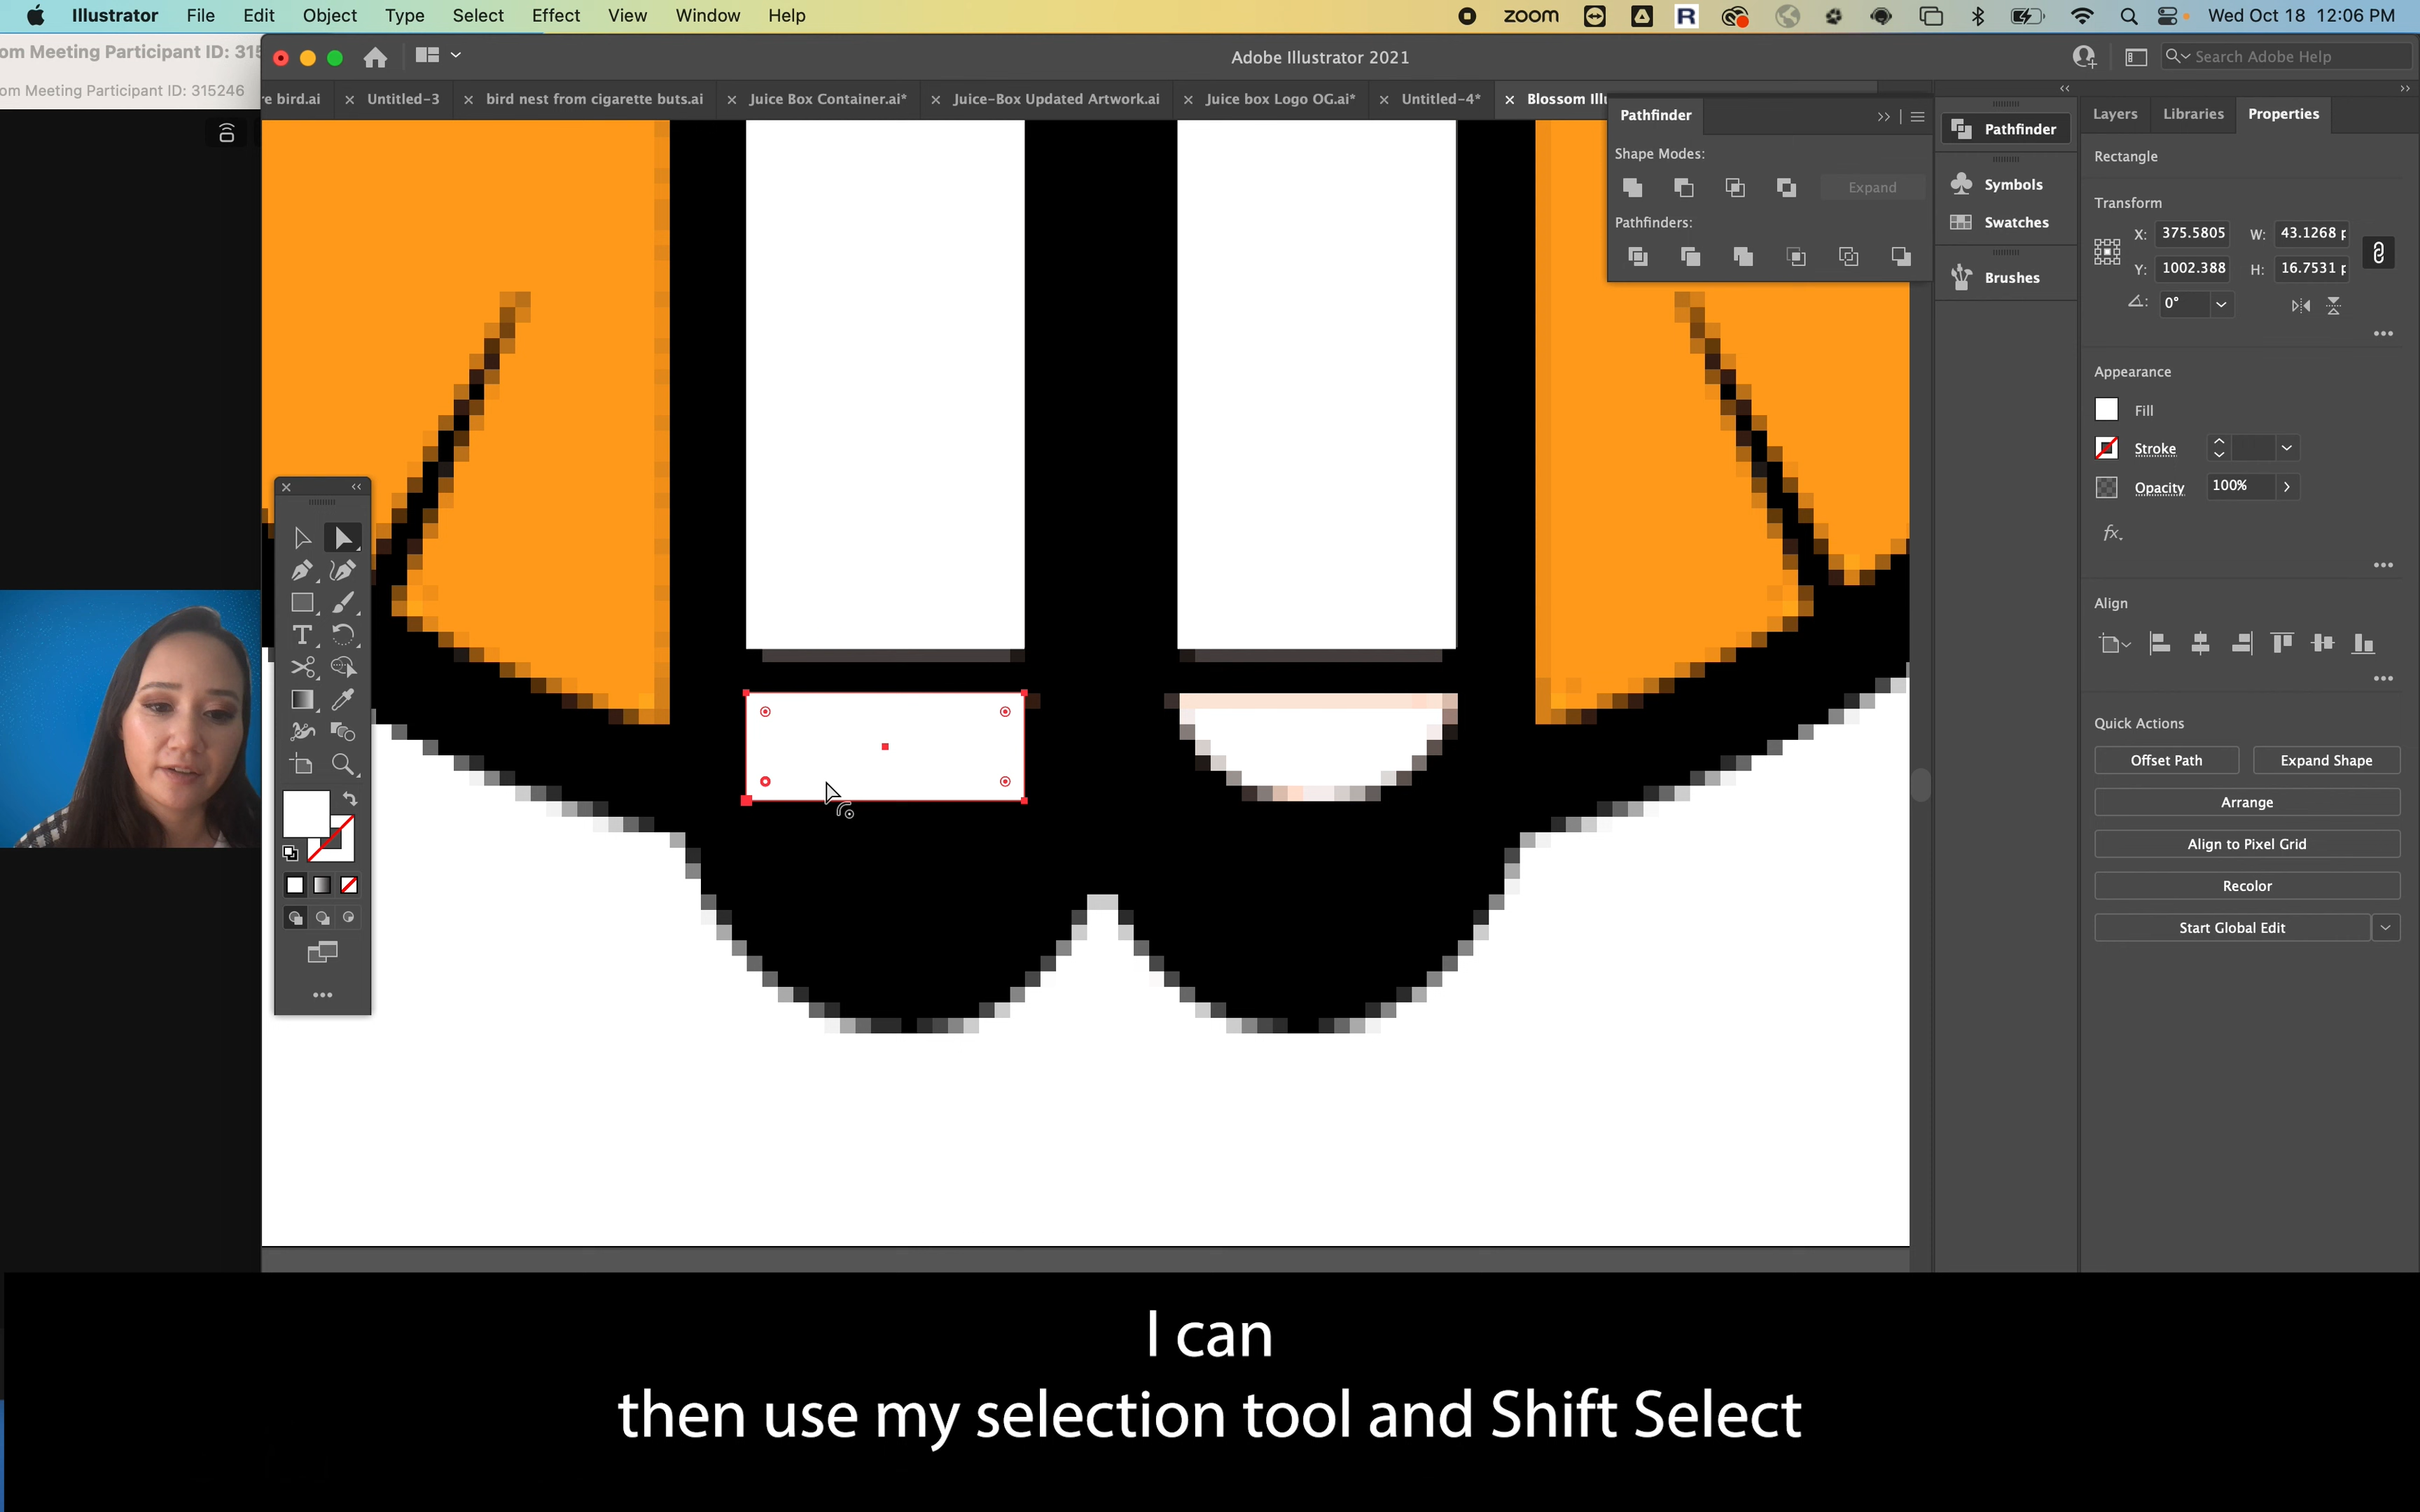 Illustrator File Edit Object Type Select Effect View Window Help zoom R Wed Oct 18 12:06 PM
om Meeting Participant ID: 315
Adobe Illustrator 2021
Search Adobe Help
om Meeting Participant ID: 315246
re bird.ai × Untitled-3 × bird nest from cigarette buts.ai × Juice Box Container.ai* × Juice-Box Updated Artwork.ai × Juice box Logo OG.ai* × Untitled-4* × Blossom Illu
Pathfinder
Shape Modes:
Expand
Pathfinders:
Pathfinder
Symbols
Swatches
Brushes
Layers Libraries Properties
Rectangle
Transform
X: 375.5805 W: 43.1268 p
Y: 1002.388 H: 16.7531 p
0°
Appearance
Fill
Stroke
Opacity 100%
fx.
Align
Quick Actions
Offset Path Expand Shape
Arrange
Align to Pixel Grid
Recolor
Start Global Edit
I can
then use my selection tool and Shift Select